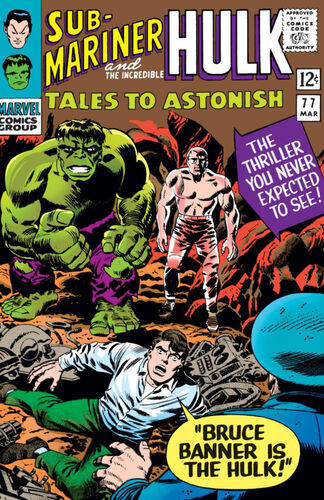 SUB-
MARINER
and
THE INCREDIBLE
HULK
APPROVED
BY THE
COMICS
CODE
AUTHORITY
MARVEL
COMICS
GROUP
TALES TO ASTONISH
12¢
77
MAR
THE
THRILLER
YOU NEVER
EXPECTED
TO SEE!
"BRUCE
BANNER IS
THE HULK!"